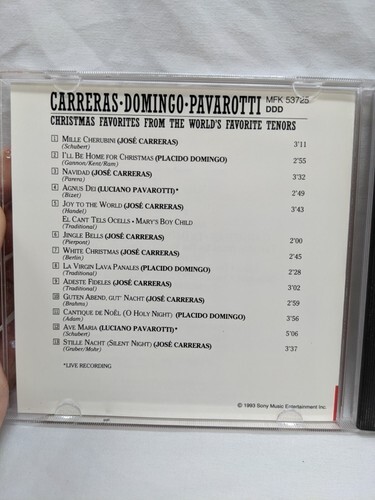 CARRERAS·DOMINGO·PAVAROTTI MFK 53725
DDD
CHRISTMAS FAVORITES FROM THE WORLD'S FAVORITE TENORS
1 MILLE CHERUBINI (JOSÉ CARRERAS) 3'11
(Schubert)
2 I'LL BE HOME FOR CHRISTMAS (PLACIDO DOMINGO) 2'55
(Gannon/Kent/Ram)
3 NAVIDAD (JOSÉ CARRERAS) 3'32
(Parera)
4 AGNUS DEI (LUCIANO PAVAROTTI)* 2'49
(Bizet)
5 JOY TO THE WORLD (JOSÉ CARRERAS) 3'43
(Handel)
EL CANT TELS OCELLS • MARY'S BOY CHILD
(Traditional)
6 JINGLE BELLS (JOSÉ CARRERAS) 2'00
(Pierpont)
7 WHITE CHRISTMAS (JOSÉ CARRERAS) 2'45
(Berlin)
8 LA VIRGIN LAVA PANALES (PLACIDO DOMINGO) 2'28
(Traditional)
9 ADESTE FIDELES (JOSÉ CARRERAS) 3'02
(Traditional)
10 GUTEN ABEND, GUT' NACHT (JOSÉ CARRERAS) 2'59
(Brahms)
11 CANTIQUE DE NOËL (O HOLY NIGHT) (PLACIDO DOMINGO) 3'56
(Adam)
12 AVE MARIA (LUCIANO PAVAROTTI)* 5'06
(Schubert)
13 STILLE NACHT (SILENT NIGHT) (JOSÉ CARRERAS) 3'37
(Gruber/Mohr)
*LIVE RECORDING
© 1993 Sony Music Entertainment Inc.